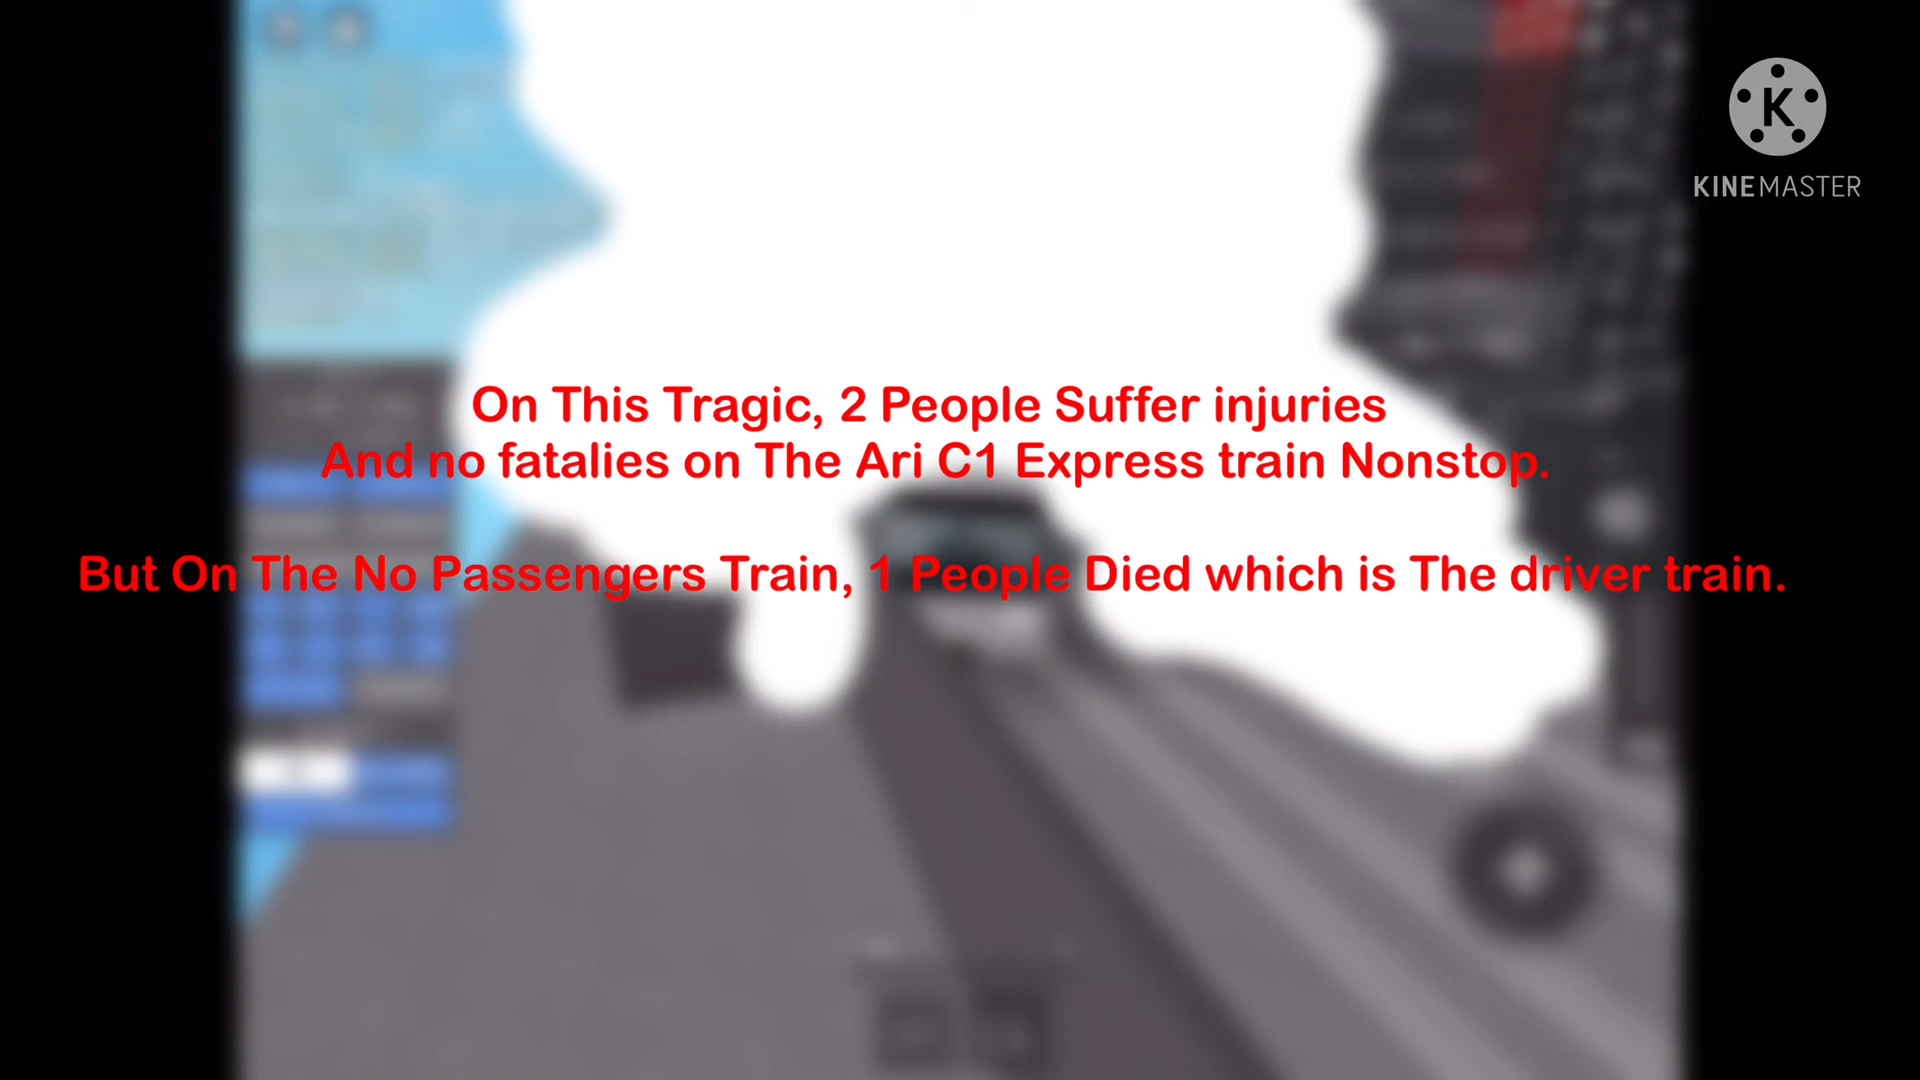 KINEMASTER
On This Tragic, 2 People Suffer injuries
And no fatalies on The Ari C1 Express train Nonstop.
But On The No Passengers Train, 1 People Died which is The driver train.